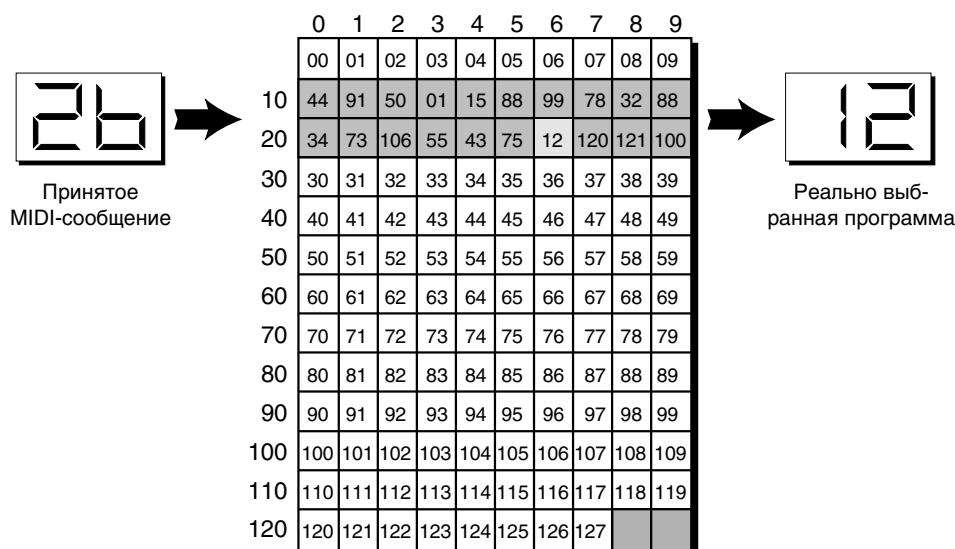 0 1 2 3 4 5 6 7 8 9
00 01 02 03 04 05 06 07 08 09
10 44 91 50 01 15 88 99 78 32 88
20 34 73 106 55 43 75 12 120 121 100
30 30 31 32 33 34 35 36 37 38 39
40 40 41 42 43 44 45 46 47 48 49
50 50 51 52 53 54 55 56 57 58 59
60 60 61 62 63 64 65 66 67 68 69
70 70 71 72 73 74 75 76 77 78 79
80 80 81 82 83 84 85 86 87 88 89
90 90 91 92 93 94 95 96 97 98 99
100 100 101 102 103 104 105 106 107 108 109
110 110 111 112 113 114 115 116 117 118 119
120 120 121 122 123 124 125 126 127
26
Принятое
MIDI-сообщение
12
Реально выб-
ранная программа